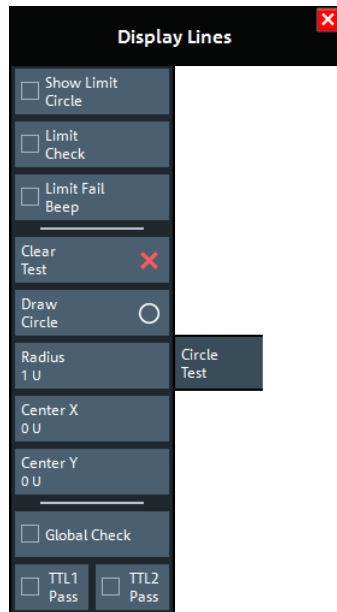 Display Lines
Show Limit
Circle
Limit
Check
Limit Fail
Beep
Clear
Test
Draw
Circle
Radius
1 U
Circle
Test
Center X
0 U
Center Y
0 U
Global Check
TTL1
Pass
TTL2
Pass